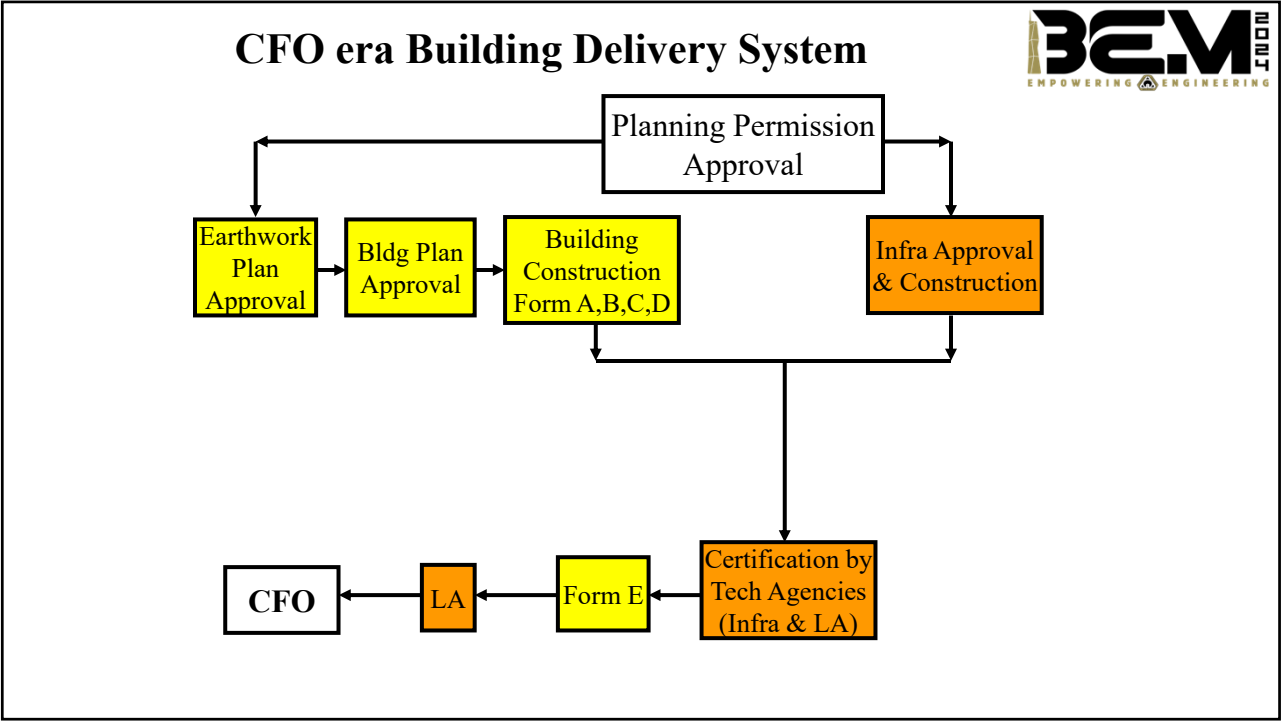 CFO era Building Delivery System
BEM
2024
EMPOWERING ENGINEERING
Planning Permission
Approval
Earthwork
Plan
Approval
Bldg Plan
Approval
Building
Construction
Form A,B,C,D
Infra Approval
& Construction
CFO
LA
Form E
Certification by
Tech Agencies
(Infra & LA)